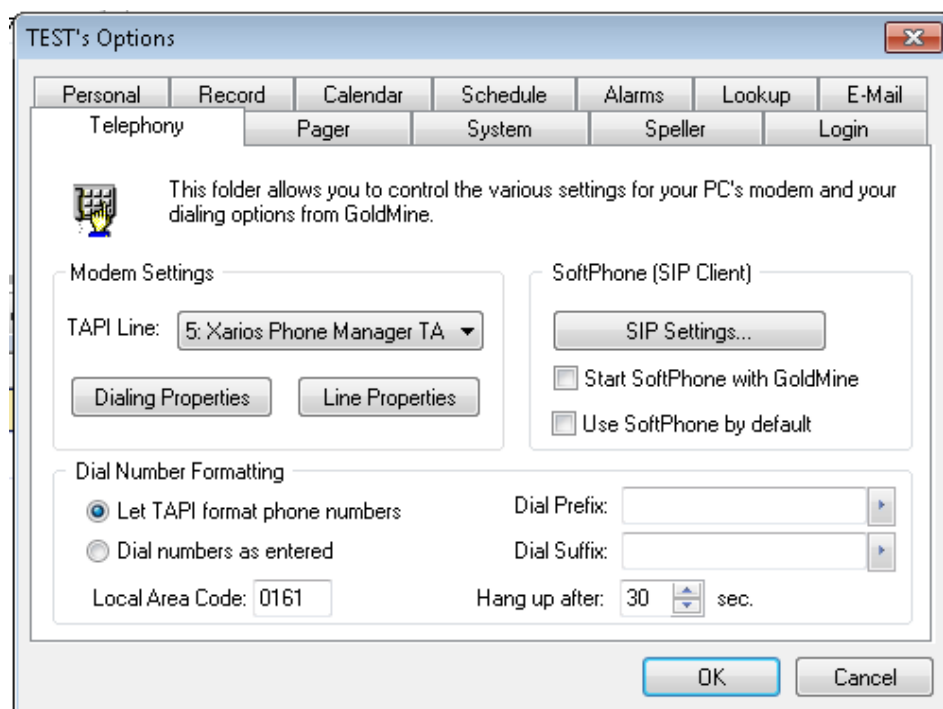 TEST's Options
Personal Record Calendar Schedule Alarms Lookup E-Mail
Telephony Pager System Speller Login
This folder allows you to control the various settings for your PC's modem and your
dialing options from GoldMine.
Modem Settings
TAPI Line: 5: Xarios Phone Manager TA
Dialing Properties Line Properties
SoftPhone (SIP Client)
SIP Settings...
Start SoftPhone with GoldMine
Use SoftPhone by default
Dial Number Formatting
Let TAPI format phone numbers
Dial numbers as entered
Local Area Code: 0161
Dial Prefix:
Dial Suffix:
Hang up after: 30 sec.
OK Cancel